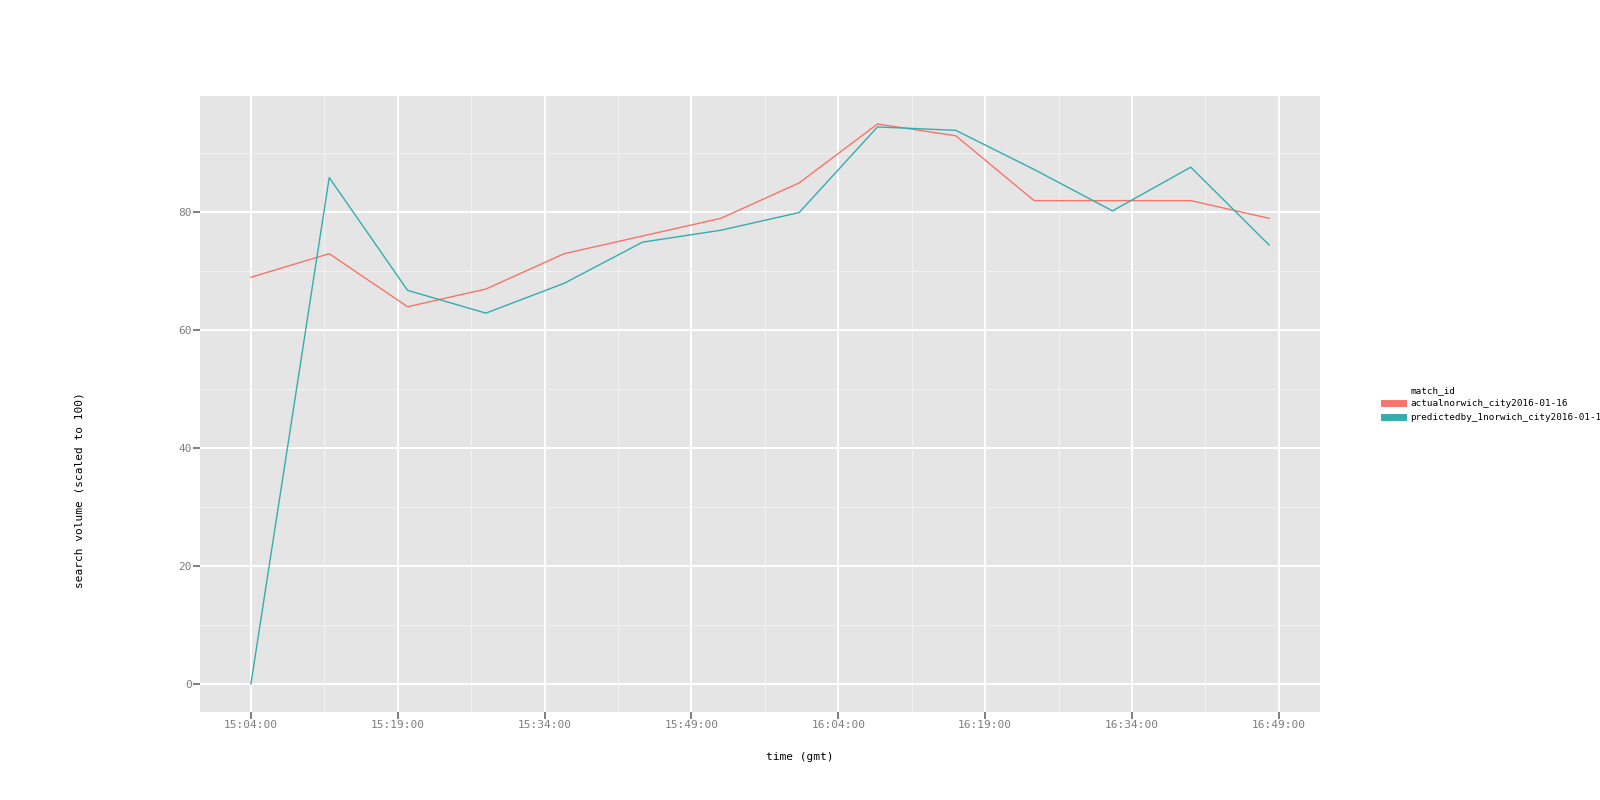 80
60
40
20
0
search volume (scaled to 100)
15:04:00 15:19:00 15:34:00 15:49:00 16:04:00 16:19:00 16:34:00 16:49:00
time (gmt)
match_id
actualnorwich_city2016-01-16
predictedby_1norwich_city2016-01-1